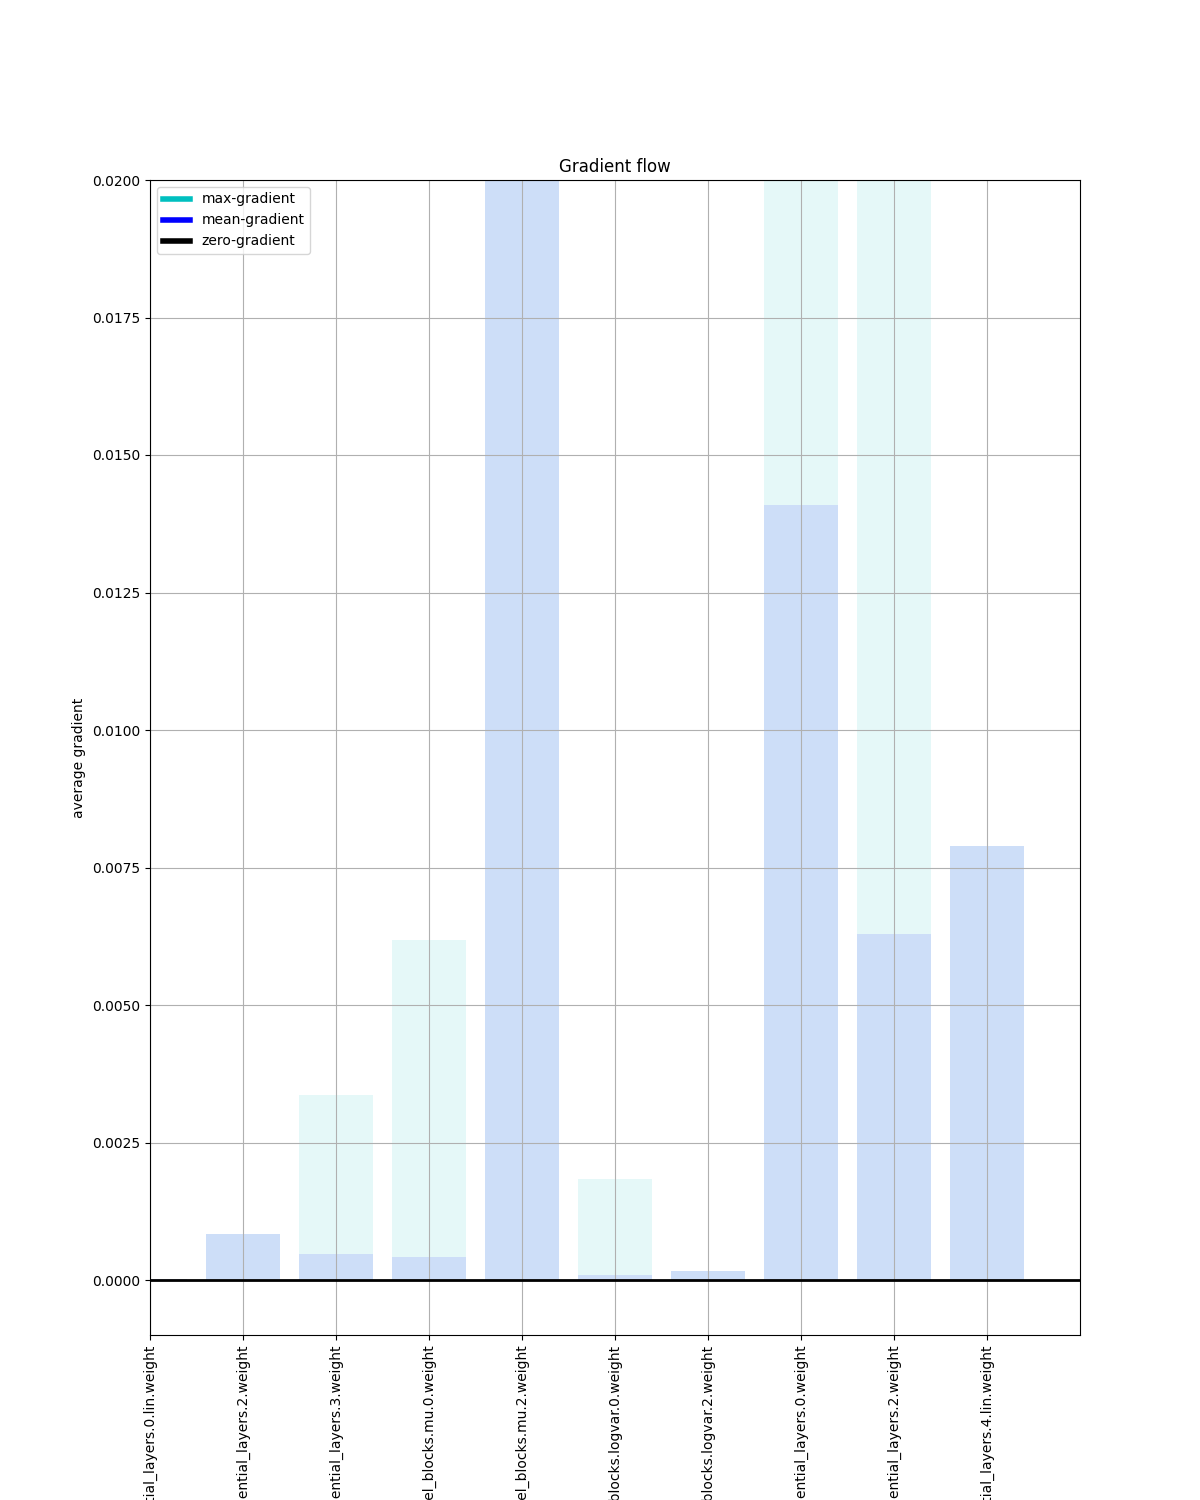 Gradient flow
max-gradient
mean-gradient
zero-gradient
0.0200
0.0175
0.0150
0.0125
0.0100
0.0075
0.0050
0.0025
0.0000
average gradient
tial_layers.0.lin.weight
ential_layers.2.weight
ential_layers.3.weight
el_blocks.mu.0.weight
el_blocks.mu.2.weight
blocks.logvar.0.weight
blocks.logvar.2.weight
ential_layers.0.weight
ential_layers.2.weight
tial_layers.4.lin.weight